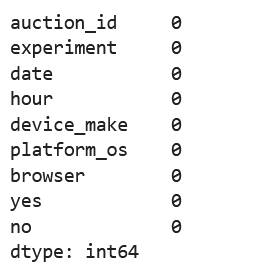 auction_id 0
experiment 0
date 0
hour 0
device_make 0
platform_os 0
browser 0
yes 0
no 0
dtype: int64